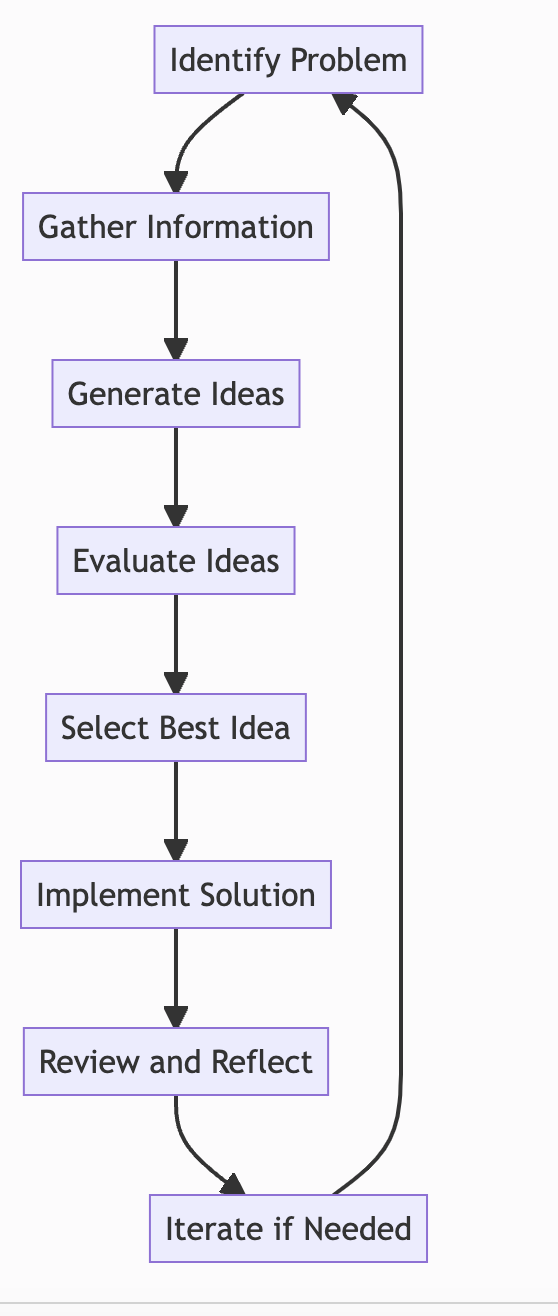 Identify Problem
Gather Information
Generate Ideas
Evaluate Ideas
Select Best Idea
Implement Solution
Review and Reflect
Iterate if Needed